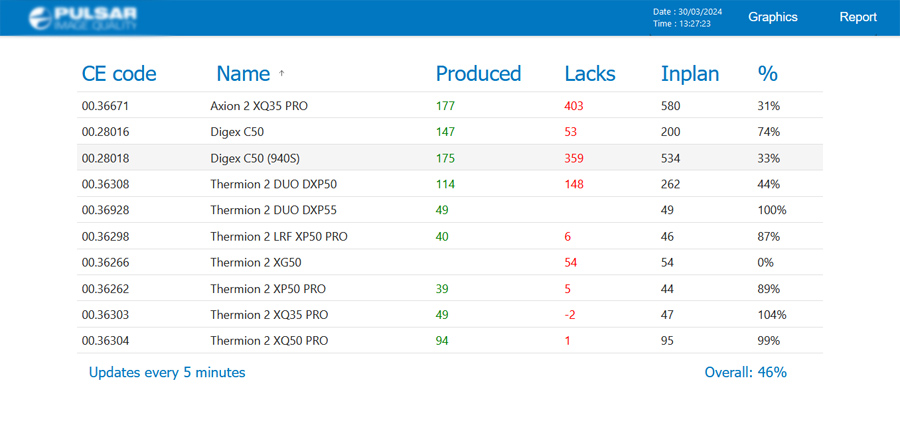 PULSAR
IMAGE QUALITY
Date : 30/03/2024
Time : 13:27:23
Graphics
Report
CE code Name ↑ Produced Lacks Inplan %
00.36671 Axion 2 XQ35 PRO 177 403 580 31%
00.28016 Digex C50 147 53 200 74%
00.28018 Digex C50 (940S) 175 359 534 33%
00.36308 Thermion 2 DUO DXP50 114 148 262 44%
00.36928 Thermion 2 DUO DXP55 49 49 100%
00.36298 Thermion 2 LRF XP50 PRO 40 6 46 87%
00.36266 Thermion 2 XG50 54 54 0%
00.36262 Thermion 2 XP50 PRO 39 5 44 89%
00.36303 Thermion 2 XQ35 PRO 49 -2 47 104%
00.36304 Thermion 2 XQ50 PRO 94 1 95 99%
Updates every 5 minutes Overall: 46%